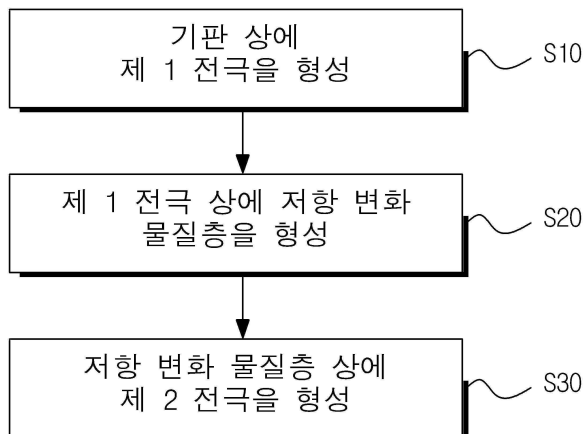 기판 상에
제 1 전극을 형성
S10
제 1 전극 상에 저항 변화
물질층을 형성
S20
저항 변화 물질층 상에
제 2 전극을 형성
S30